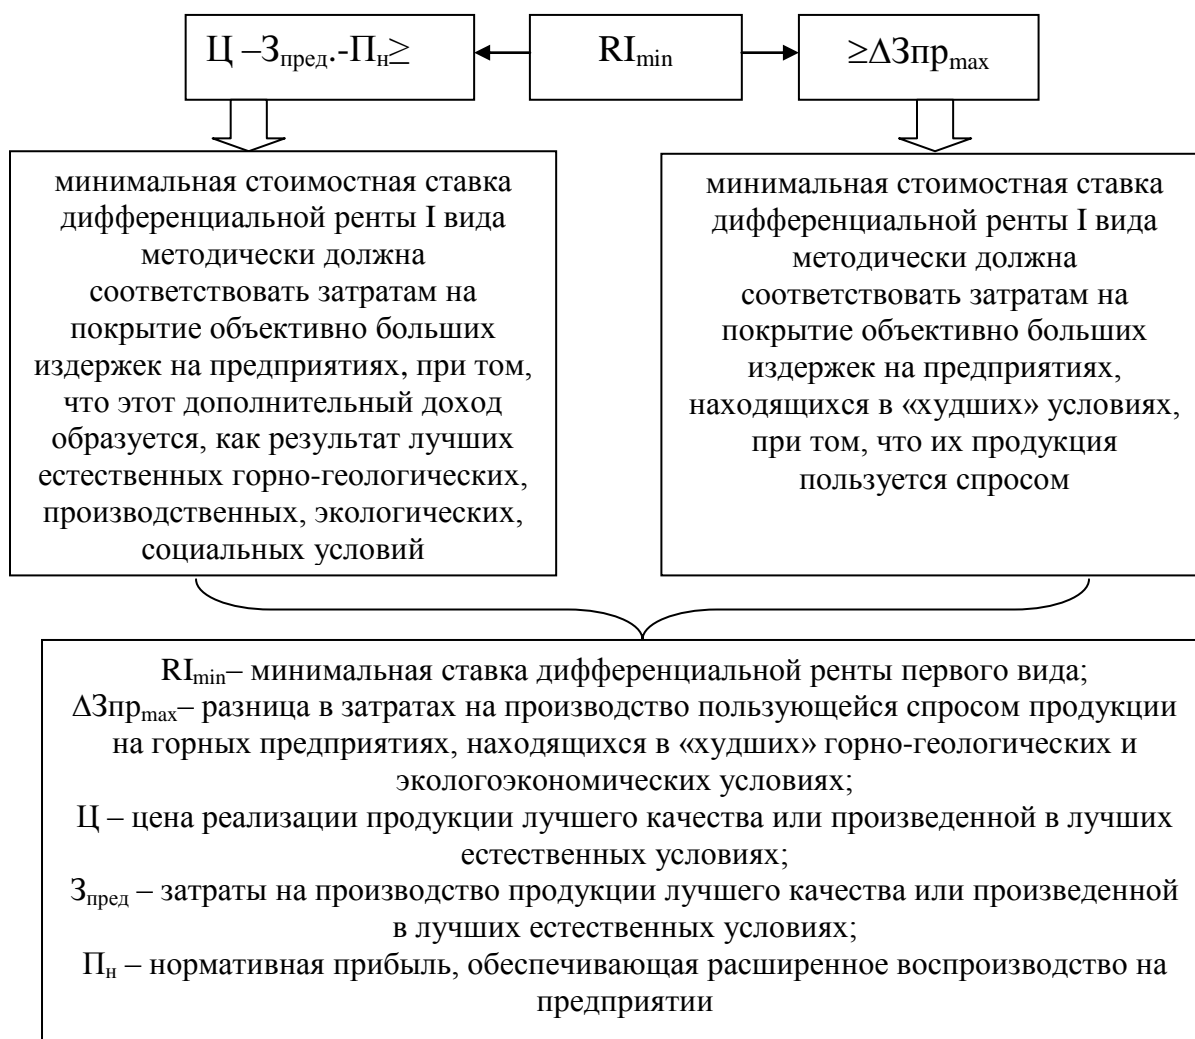 Ц –Зпред.-Пн≥
RImin
≥∆Зпрmax
минимальная стоимостная ставка
дифференциальной ренты I вида
методически должна
соответствовать затратам на
покрытие объективно больших
издержек на предприятиях, при том,
что этот дополнительный доход
образуется, как результат лучших
естественных горно-геологических,
производственных, экологических,
социальных условий
минимальная стоимостная ставка
дифференциальной ренты I вида
методически должна
соответствовать затратам на
покрытие объективно больших
издержек на предприятиях,
находящихся в «худших» условиях,
при том, что их продукция
пользуется спросом
RImin– минимальная ставка дифференциальной ренты первого вида;
∆Зпрmax– разница в затратах на производство пользующейся спросом продукции
на горных предприятиях, находящихся в «худших» горно-геологических и
экологоэкономических условиях;
Ц – цена реализации продукции лучшего качества или произведенной в лучших
естественных условиях;
Зпред – затраты на производство продукции лучшего качества или произведенной
в лучших естественных условиях;
Пн – нормативная прибыль, обеспечивающая расширенное воспроизводство на
предприятии